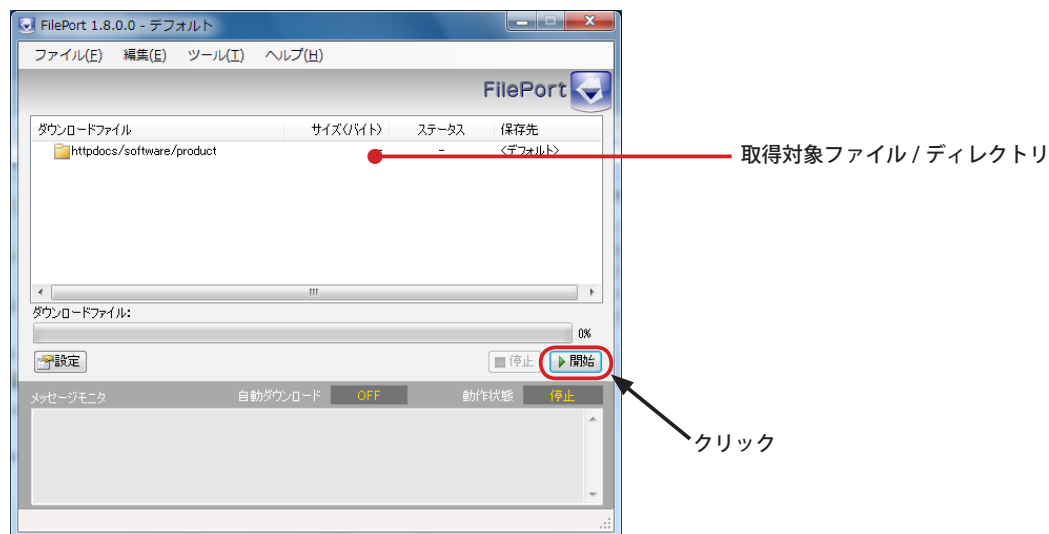 FilePort 1.8.0.0 - デフォルト
ファイル(F) 編集(E) ツール(T) ヘルプ(H)
FilePort
ダウンロードファイル サイズ(バイト) ステータス 保存先
httpdocs/software/product - - <デフォルト>
取得対象ファイル / ディレクトリ
ダウンロードファイル:
0%
設定 停止 開始
メッセージモニタ 自動ダウンロード OFF 動作状態 停止
クリック